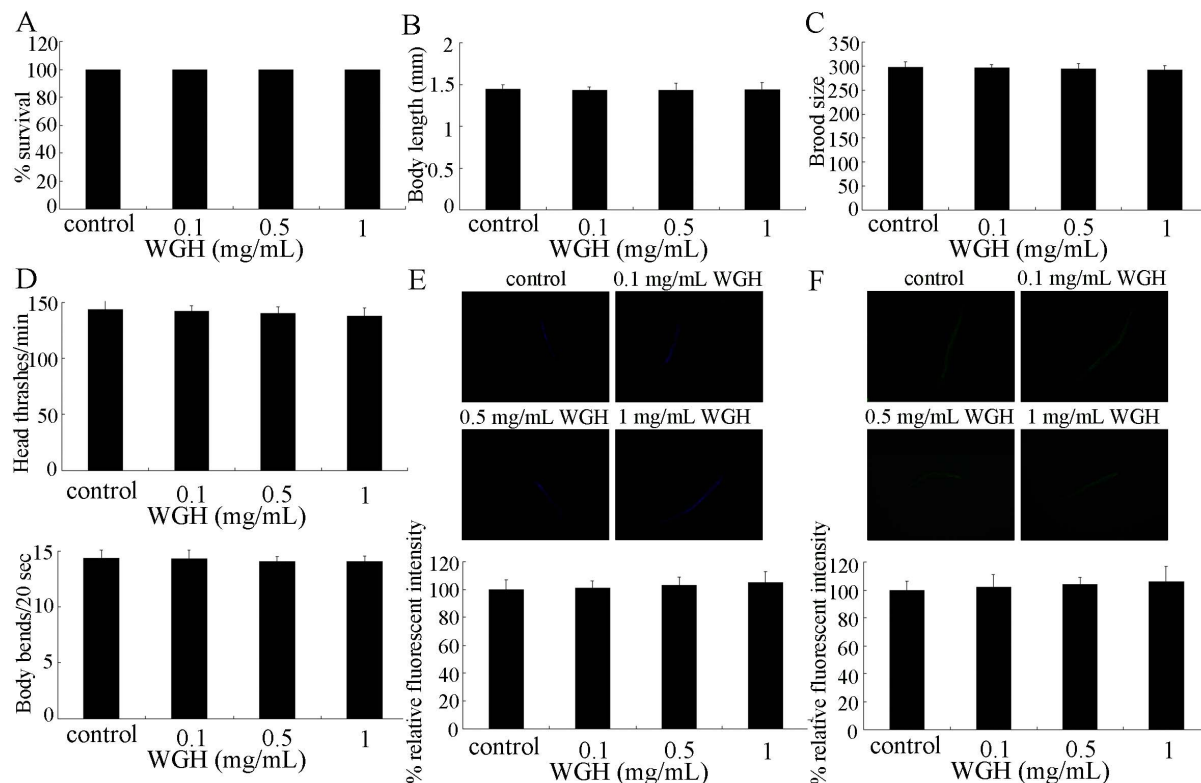 A
% survival
120
100
80
60
40
20
0
control 0.1 0.5 1
WGH (mg/mL)
B
Body length (mm)
2
1.5
1
0.5
0
control 0.1 0.5 1
WGH (mg/mL)
C
Brood size
350
300
250
200
150
100
50
0
control 0.1 0.5 1
WGH (mg/mL)
D
Head thrashes/min
150
100
50
0
control 0.1 0.5 1
WGH (mg/mL)
Body bends/20 sec
15
10
5
0
control 0.1 0.5 1
WGH (mg/mL)
E
control 0.1 mg/mL WGH
0.5 mg/mL WGH 1 mg/mL WGH
% relative fluorescent intensity
120
100
80
60
40
20
0
control 0.1 0.5 1
WGH (mg/mL)
F
control 0.1 mg/mL WGH
0.5 mg/mL WGH 1 mg/mL WGH
% relative fluorescent intensity
120
100
80
60
40
20
0
control 0.1 0.5 1
WGH (mg/mL)